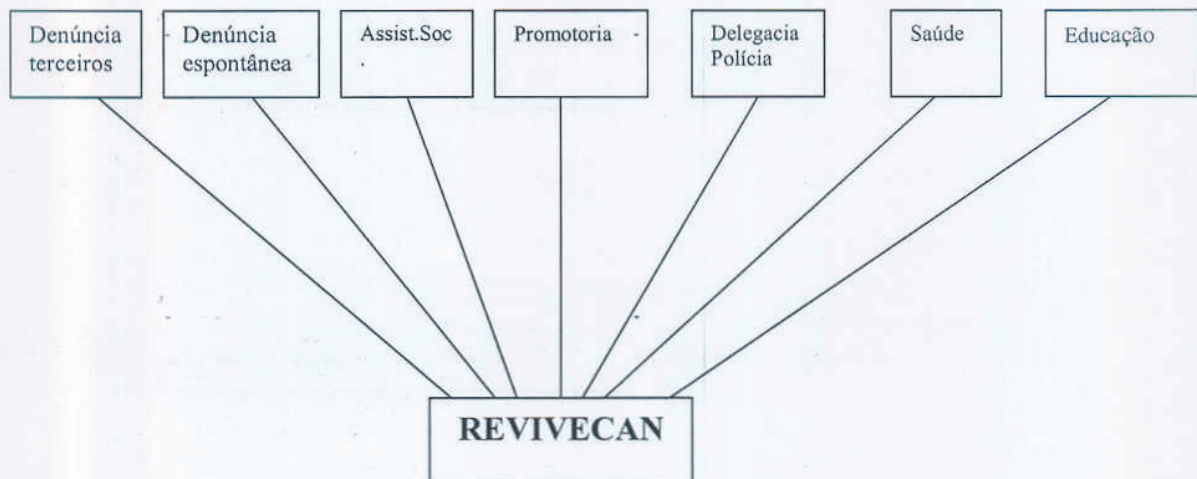 Denúncia
terceiros
Denúncia
espontânea
Assist.Soc
Promotoria
Delegacia
Polícia
Saúde
Educação
REVIVECAN